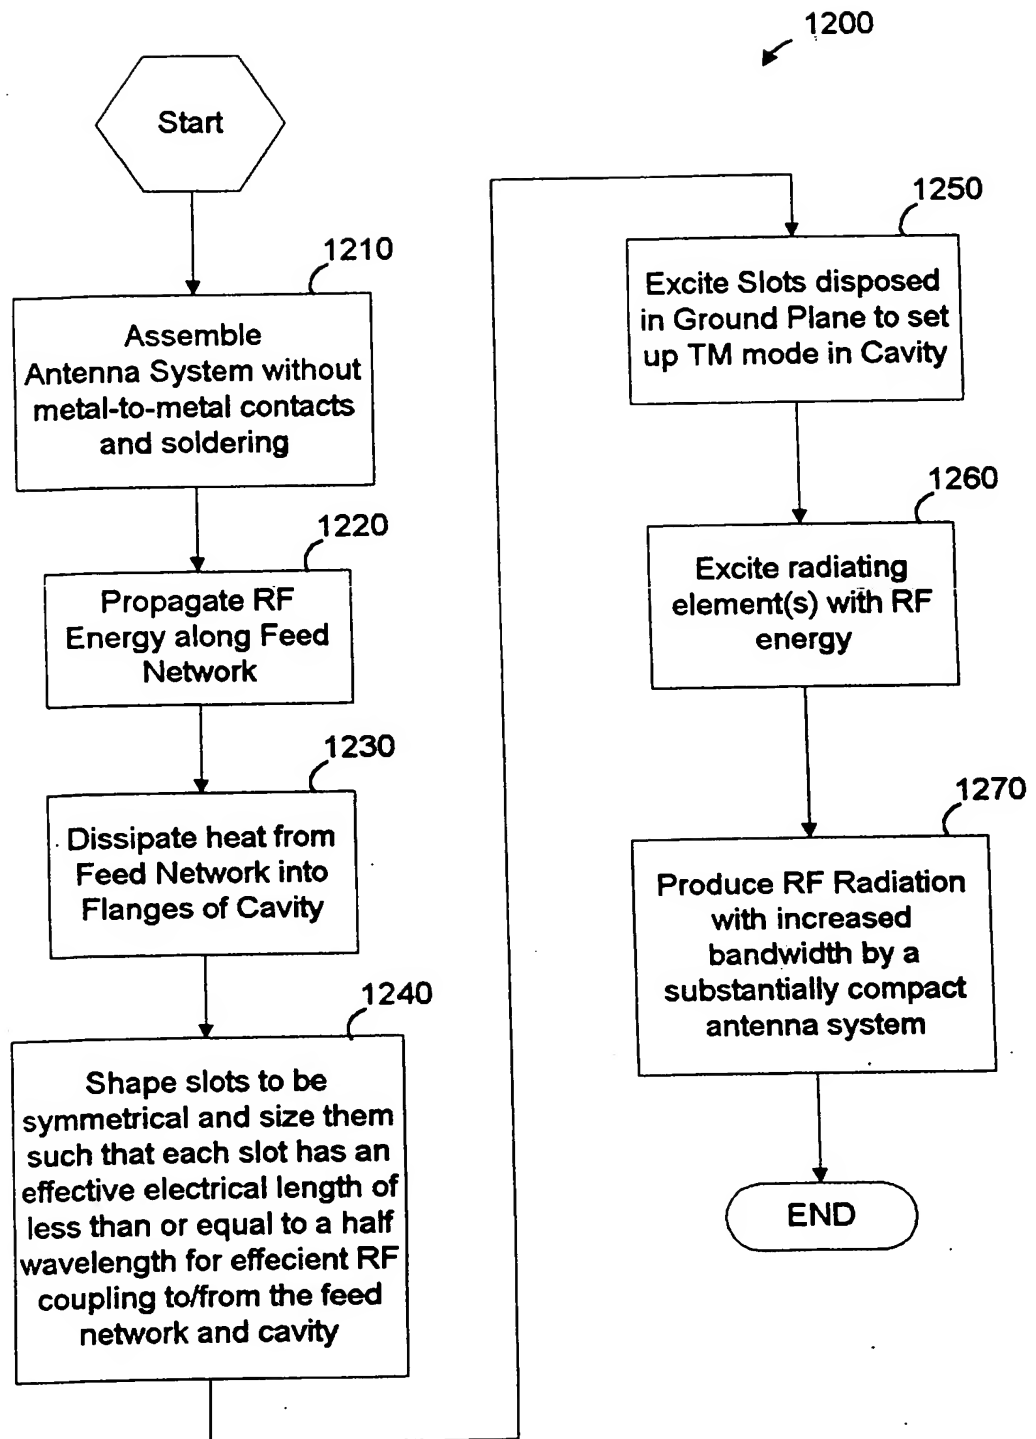 1200
Start
1210
Assemble
Antenna System without
metal-to-metal contacts
and soldering
1220
Propagate RF
Energy along Feed
Network
1230
Dissipate heat from
Feed Network into
Flanges of Cavity
1240
Shape slots to be
symmetrical and size them
such that each slot has an
effective electrical length of
less than or equal to a half
wavelength for effecient RF
coupling to/from the feed
network and cavity
1250
Excite Slots disposed
in Ground Plane to set
up TM mode in Cavity
1260
Excite radiating
element(s) with RF
energy
1270
Produce RF Radiation
with increased
bandwidth by a
substantially compact
antenna system
END